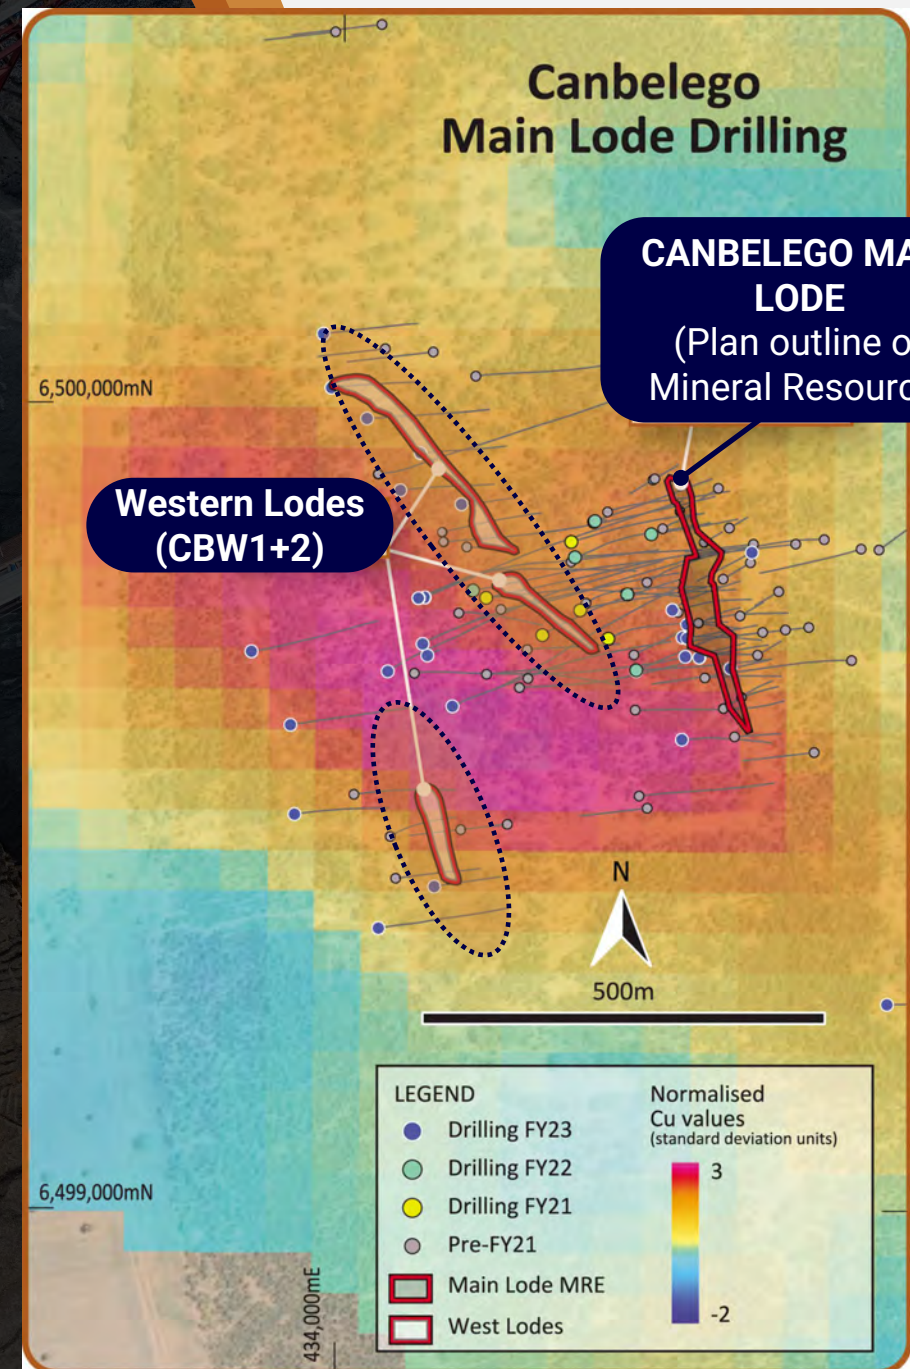 Canbelego
Main Lode Drilling
CANBELEGO MA
LODE
(Plan outline o
Mineral Resourc
6,500,000mN
Western Lodes
(CBW1+2)
N
500m
LEGEND
Drilling FY23
Drilling FY22
Drilling FY21
Pre-FY21
Main Lode MRE
West Lodes
Normalised
Cu values
(standard deviation units)
3
-2
6,499,000mN
434,000mE